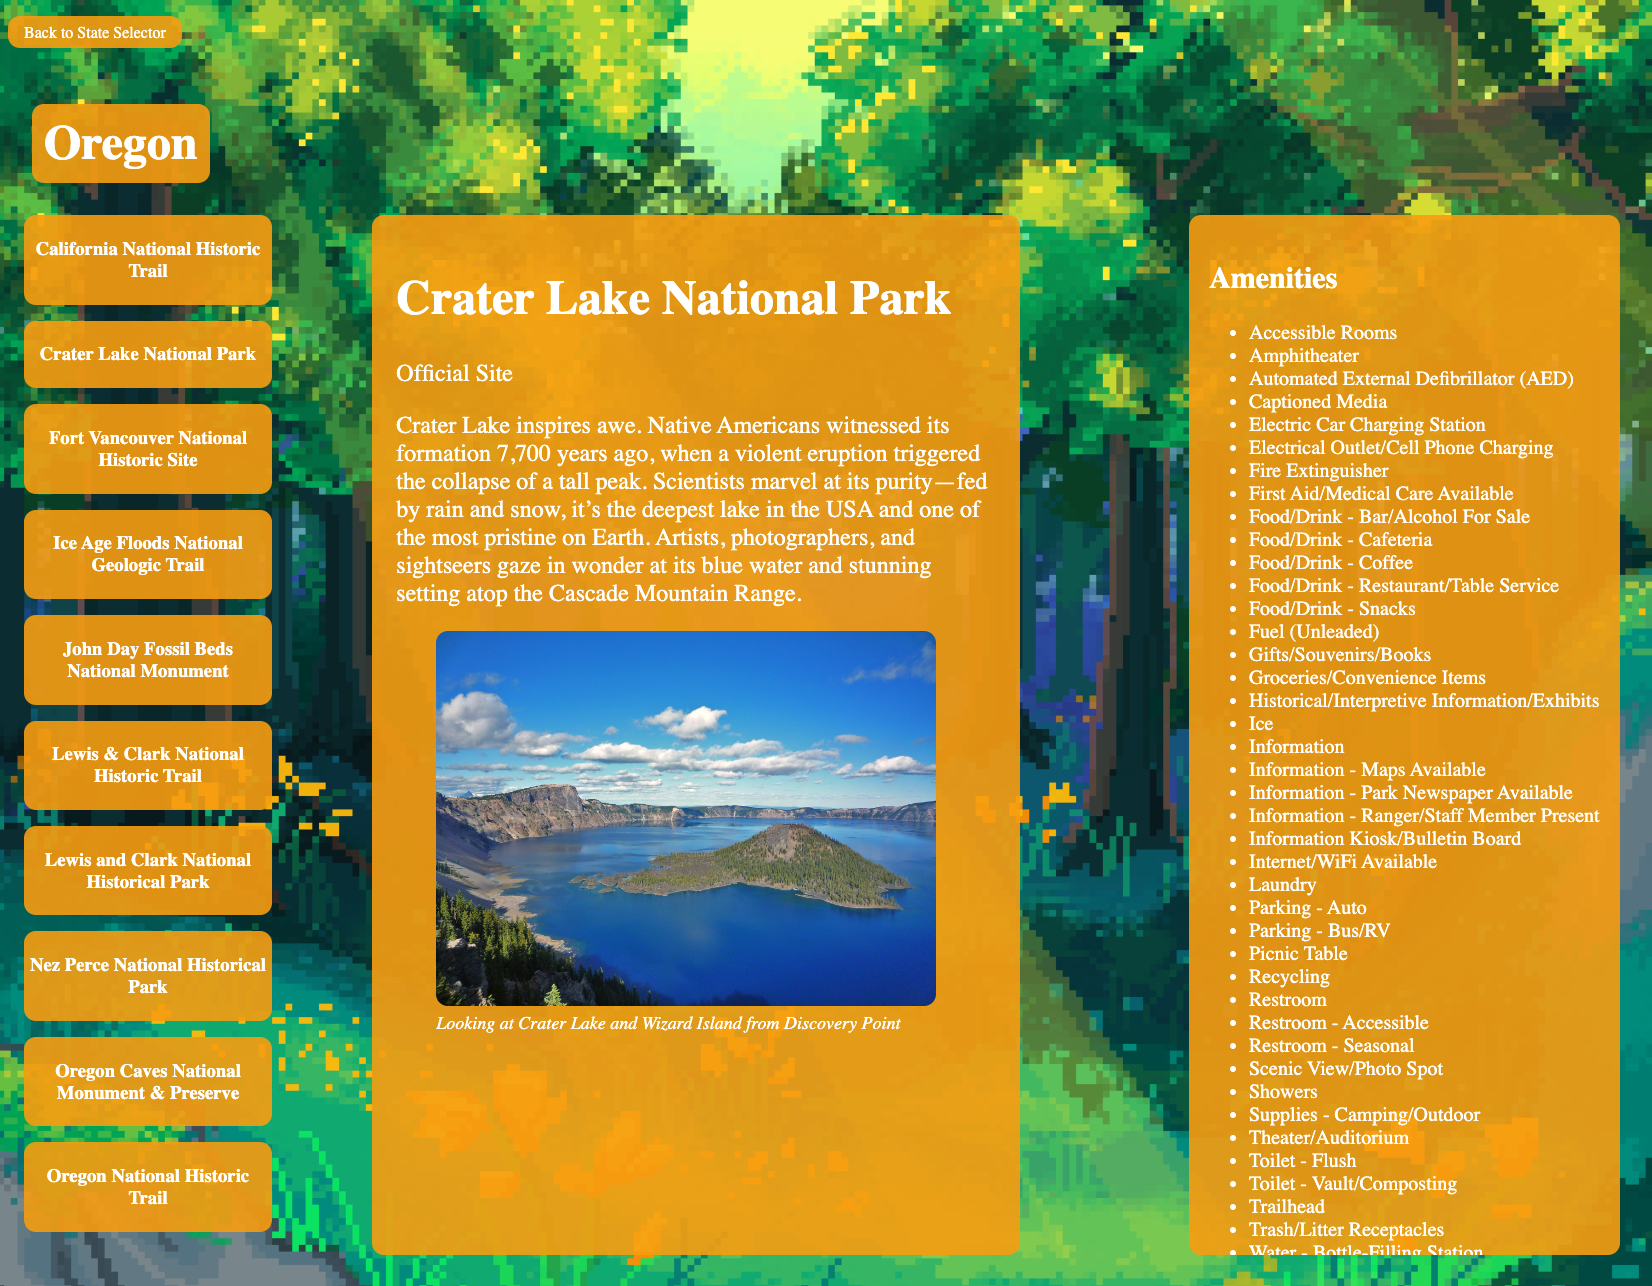 Back to State Selector
Oregon
California National Historic
Trail
Crater Lake National Park
Fort Vancouver National
Historic Site
Ice Age Floods National
Geologic Trail
John Day Fossil Beds
National Monument
Lewis & Clark National
Historic Trail
Lewis and Clark National
Historical Park
Nez Perce National Historical
Park
Oregon Caves National
Monument & Preserve
Oregon National Historic
Trail
Crater Lake National Park
Official Site
Crater Lake inspires awe. Native Americans witnessed its
formation 7,700 years ago, when a violent eruption triggered
the collapse of a tall peak. Scientists marvel at its purity—fed
by rain and snow, it’s the deepest lake in the USA and one of
the most pristine on Earth. Artists, photographers, and
sightseers gaze in wonder at its blue water and stunning
setting atop the Cascade Mountain Range.
Looking at Crater Lake and Wizard Island from Discovery Point
Amenities
• Accessible Rooms
• Amphitheater
• Automated External Defibrillator (AED)
• Captioned Media
• Electric Car Charging Station
• Electrical Outlet/Cell Phone Charging
• Fire Extinguisher
• First Aid/Medical Care Available
• Food/Drink - Bar/Alcohol For Sale
• Food/Drink - Cafeteria
• Food/Drink - Coffee
• Food/Drink - Restaurant/Table Service
• Food/Drink - Snacks
• Fuel (Unleaded)
• Gifts/Souvenirs/Books
• Groceries/Convenience Items
• Historical/Interpretive Information/Exhibits
• Ice
• Information
• Information - Maps Available
• Information - Park Newspaper Available
• Information - Ranger/Staff Member Present
• Information Kiosk/Bulletin Board
• Internet/WiFi Available
• Laundry
• Parking - Auto
• Parking - Bus/RV
• Picnic Table
• Recycling
• Restroom
• Restroom - Accessible
• Restroom - Seasonal
• Scenic View/Photo Spot
• Showers
• Supplies - Camping/Outdoor
• Theater/Auditorium
• Toilet - Flush
• Toilet - Vault/Composting
• Trailhead
• Trash/Litter Receptacles
• Water - Bottle-Filling Station